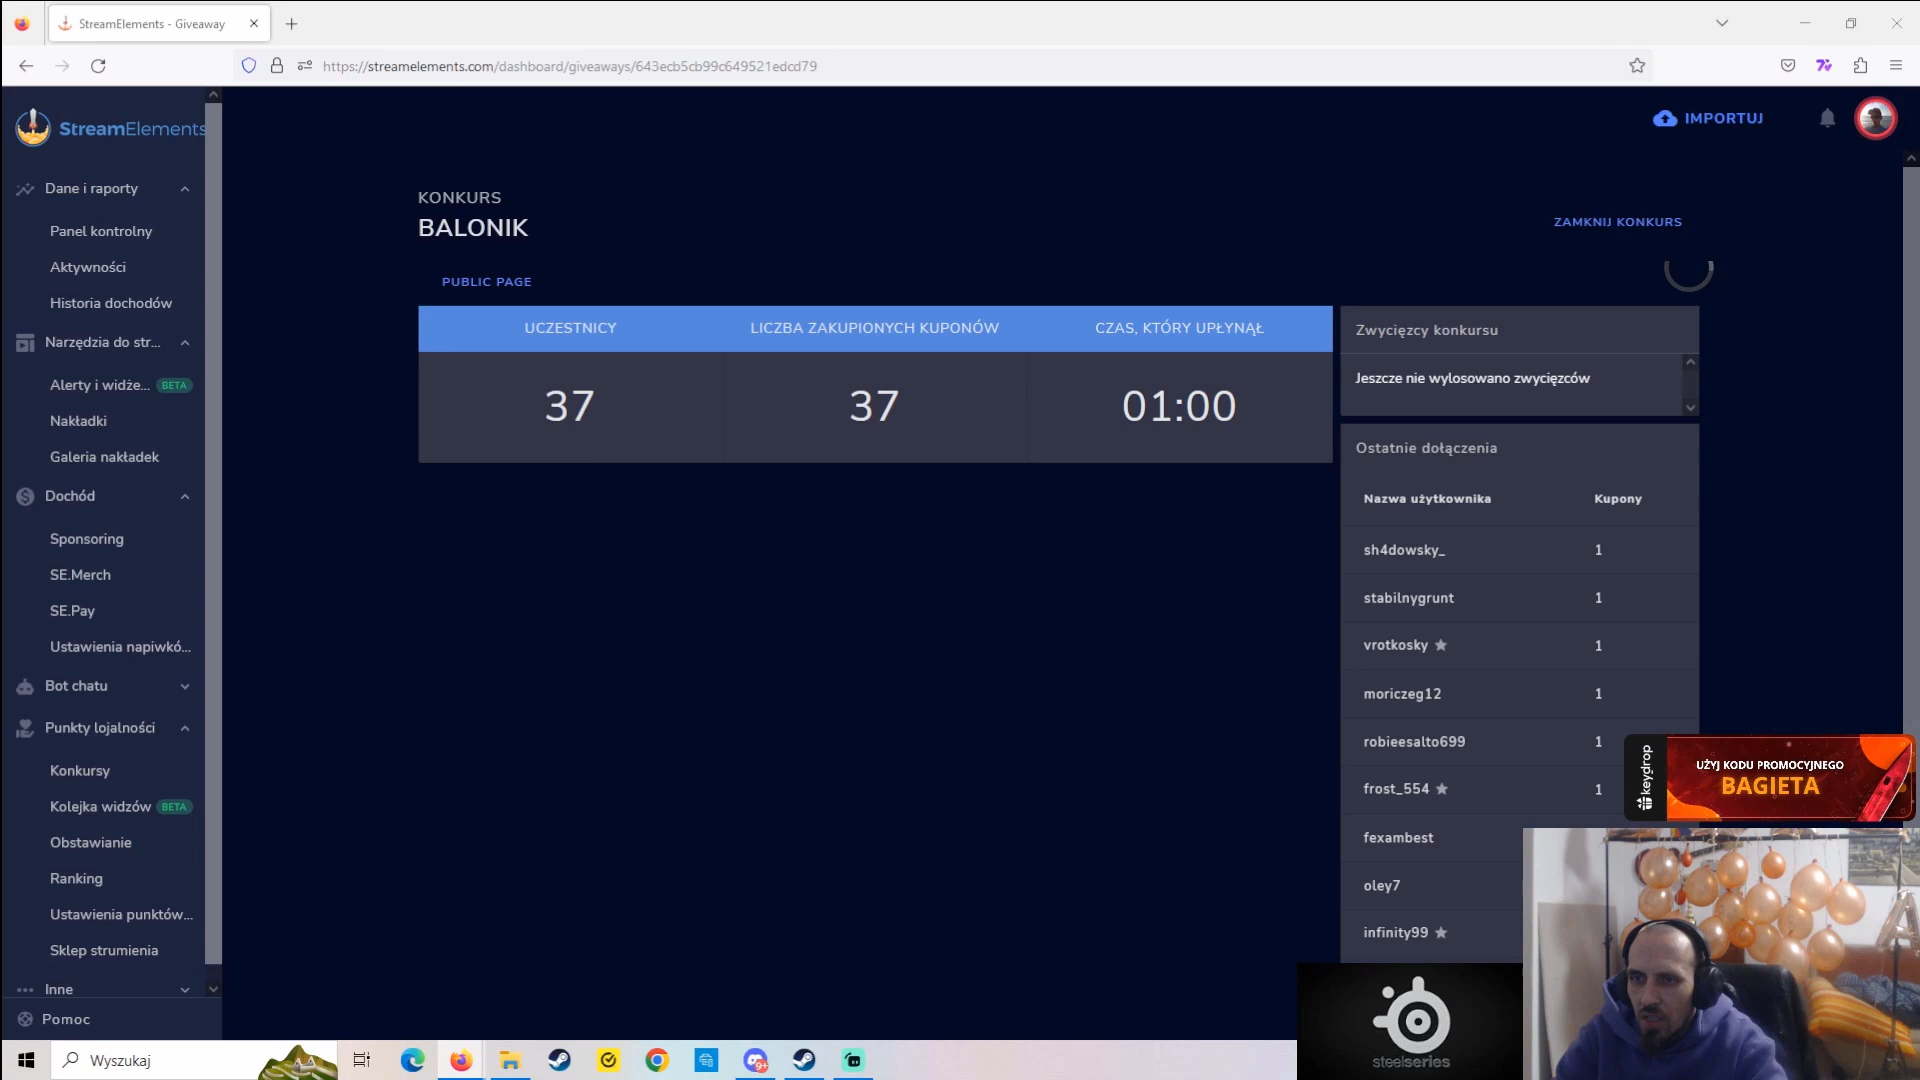 StreamElements - Giveaway
https://streamelements.com/dashboard/giveaways/643ecb5cb99c649521edcd79
StreamElements
IMPORTUJ
Dane i raporty
Panel kontrolny
Aktywności
Historia dochodów
Narzędzia do str...
Alerty i widże... BETA
Nakładki
Galeria nakładek
Dochód
Sponsoring
SE.Merch
SE.Pay
Ustawienia napiwkó...
Bot chatu
Punkty lojalności
Konkursy
Kolejka widzów BETA
Obstawianie
Ranking
Ustawienia punktów...
Sklep strumienia
Inne
Pomoc
KONKURS
BALONIK
ZAMKNIJ KONKURS
PUBLIC PAGE
UCZESTNICY LICZBA ZAKUPIONYCH KUPONÓW CZAS, KTÓRY UPŁYNĄŁ
37 37 01:00
Zwycięzcy konkursu
Jeszcze nie wylosowano zwycięzców
Ostatnie dołączenia
Nazwa użytkownika Kupony
sh4dowsky_ 1
stabilnygrunt 1
vrotkosky 1
moriczeg12 1
robieesalto699 1
frost_554 1
fexambest
oley7
infinity99
keydrop
UŻYJ KODU PROMOCYJNEGO
BAGIETA
steelseries
Wyszukaj
9+